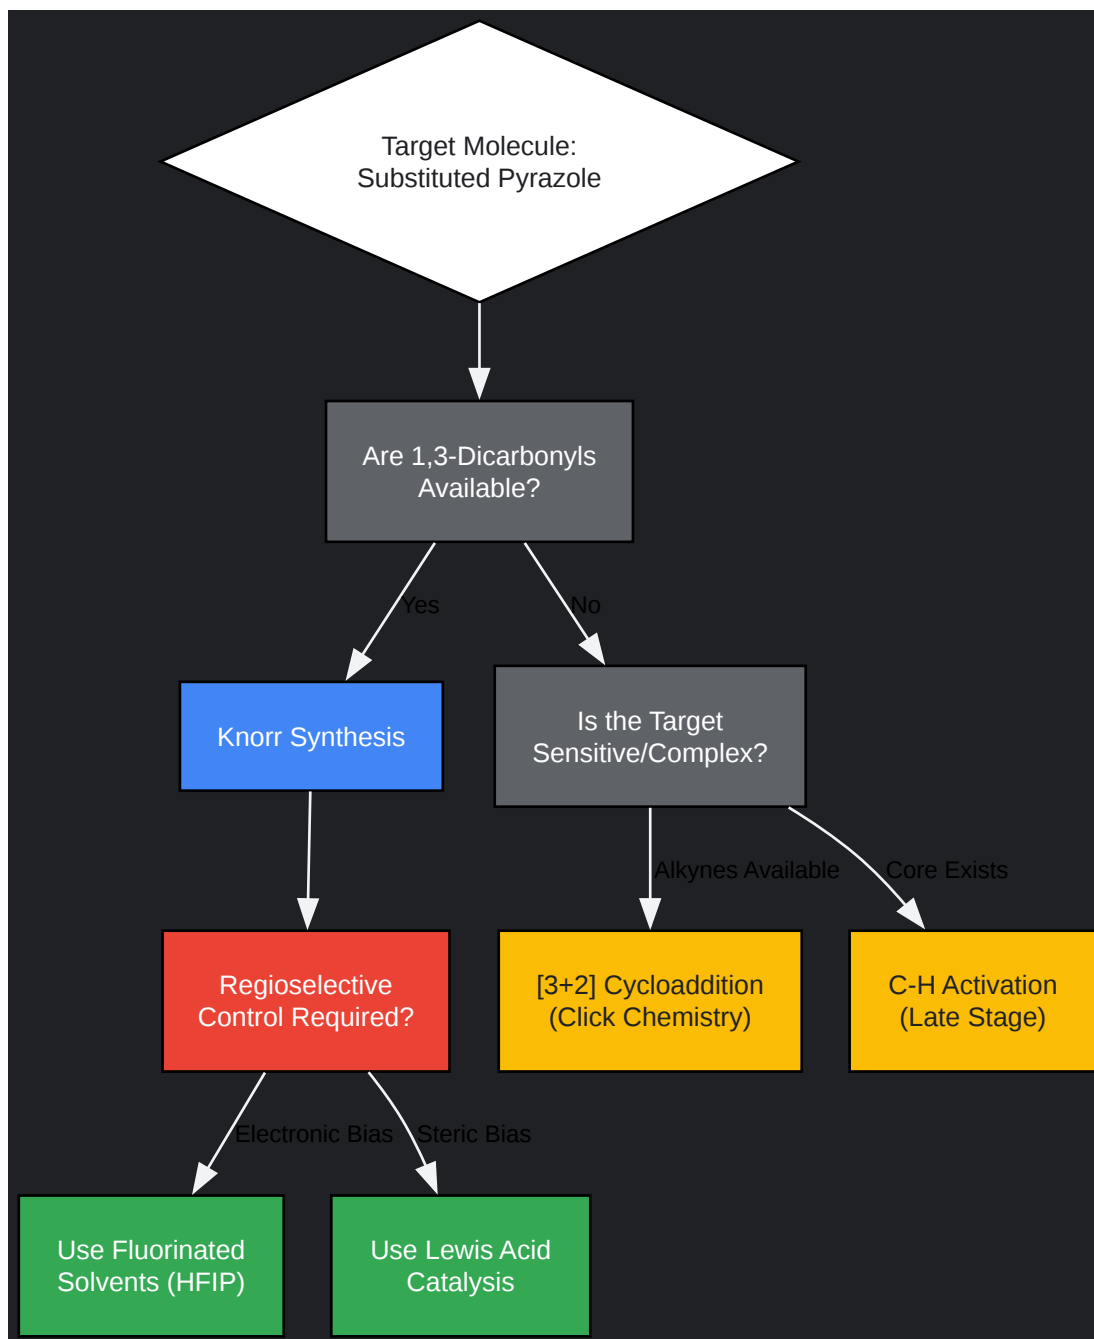 Target Molecule:
Substituted Pyrazole
Are 1,3-Dicarbonyls
Available?
Yes
No
Knorr Synthesis
Is the Target
Sensitive/Complex?
Alkynes Available
Core Exists
Regioselective
Control Required?
[3+2] Cycloaddition
(Click Chemistry)
C-H Activation
(Late Stage)
Electronic Bias
Steric Bias
Use Fluorinated
Solvents (HFIP)
Use Lewis Acid
Catalysis